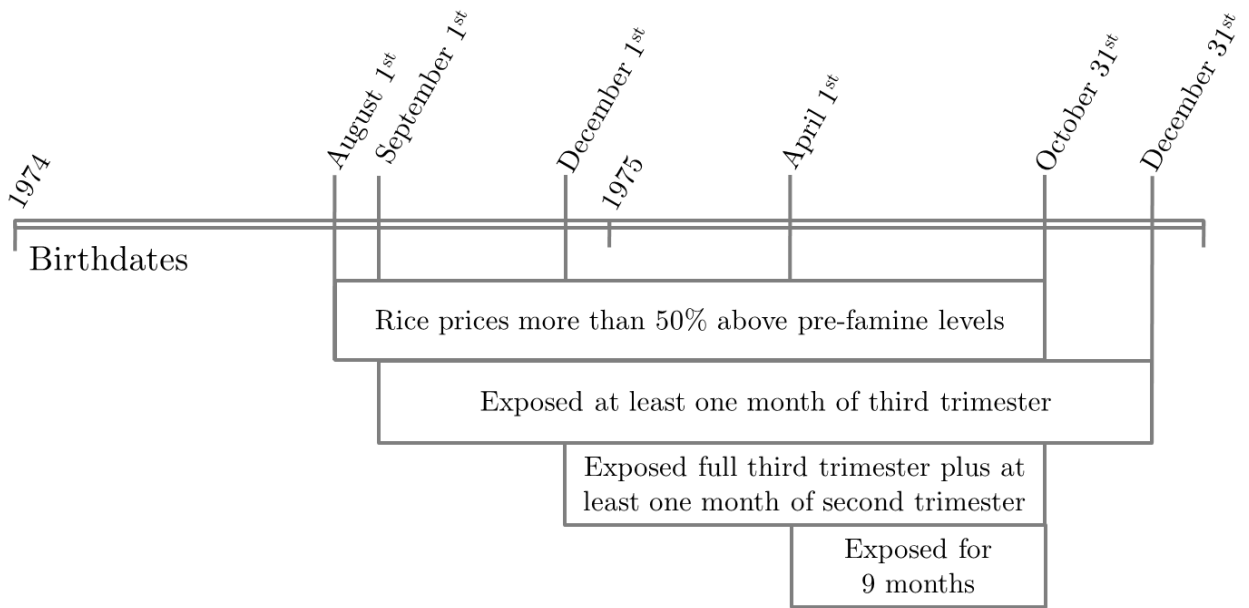 1974
August 1st
September 1st
December 1st
1975
April 1st
October 31st
December 31st
Birthdates
Rice prices more than 50% above pre-famine levels
Exposed at least one month of third trimester
Exposed full third trimester plus at
least one month of second trimester
Exposed for
9 months